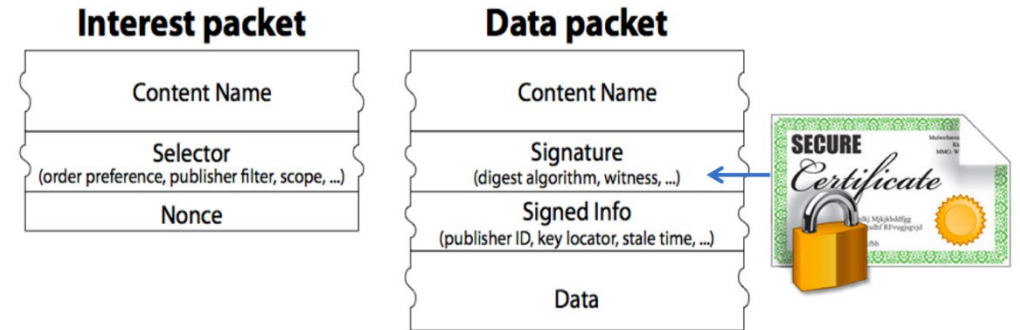 Interest packet
Content Name
Selector
(order preference, publisher filter, scope, ...)
Nonce
Data packet
Content Name
Signature
(digest algorithm, witness, ...)
Signed Info
(publisher ID, key locator, stale time, ...)
Data
SECURE
Certificate